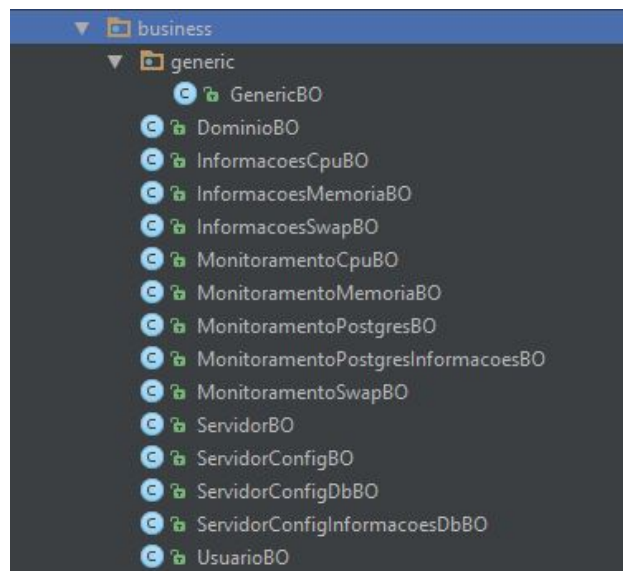 business
generic
GenericBO
DominioBO
InformacoesCpuBO
InformacoesMemoriaBO
InformacoesSwapBO
MonitoramentoCpuBO
MonitoramentoMemoriaBO
MonitoramentoPostgresBO
MonitoramentoPostgresInformacoesBO
MonitoramentoSwapBO
ServidorBO
ServidorConfigBO
ServidorConfigDbBO
ServidorConfigInformacoesDbBO
UsuarioBO